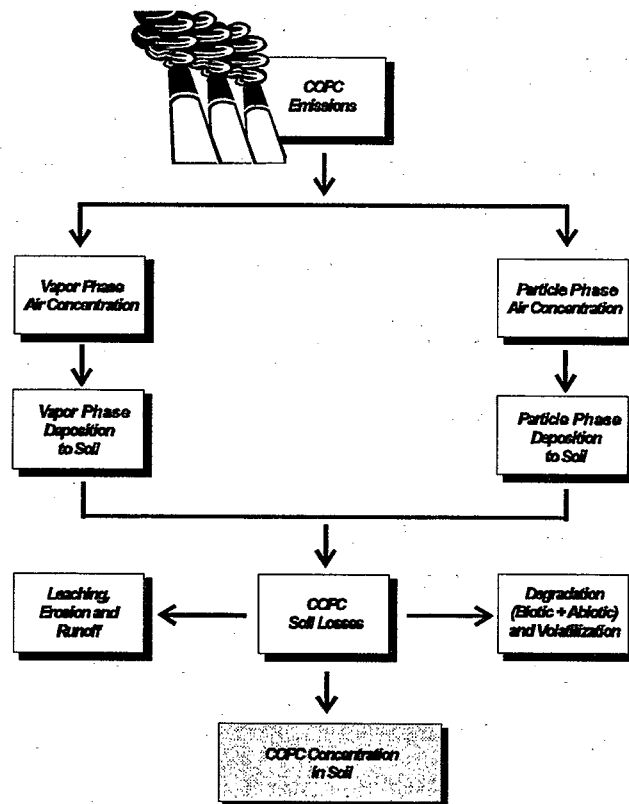 COPC
Emissions
Vapor Phase
Air Concentration
Particle Phase
Air Concentration
Vapor Phase
Deposition
to Soil
Particle Phase
Deposition
to Soil
Leaching,
Erosion and
Runoff
COPC
Soil Losses
Degradation
(Biotic + Abiotic)
and Volatilization
COPC Concentration
in Soil